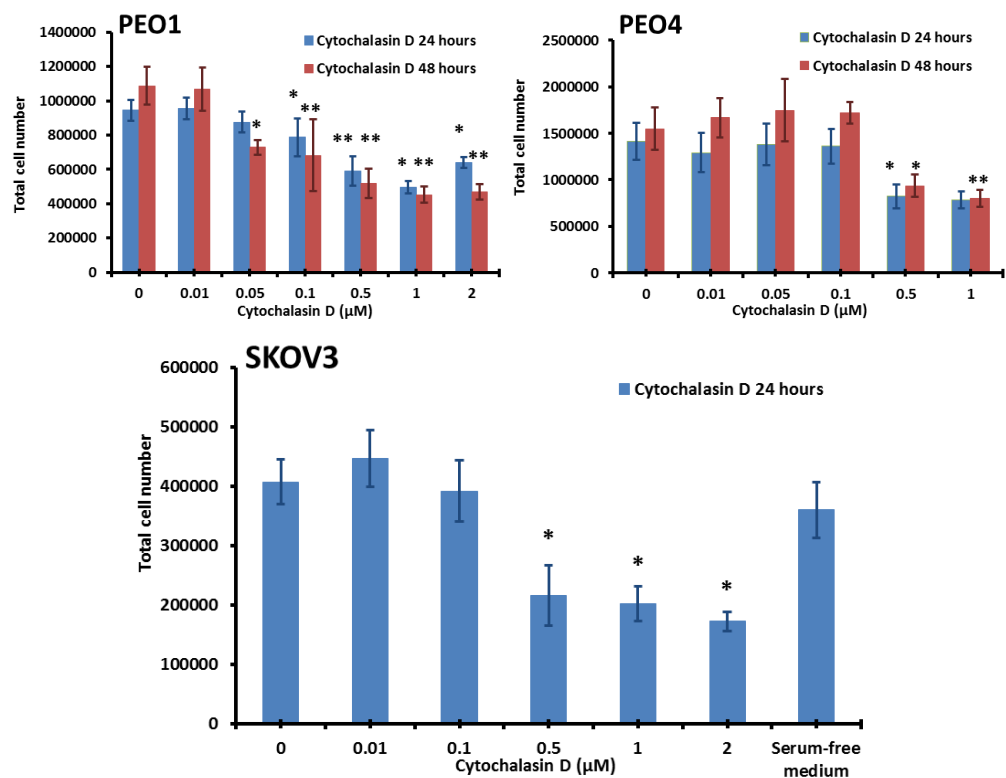 PEO1
Cytochalasin D 24 hours
Cytochalasin D 48 hours
Total cell number
1400000
1200000
1000000
800000
600000
400000
200000
0
* ** * ** ** * ** * **
0 0.01 0.05 0.1 0.5 1 2
Cytochalasin D (µM)
PEO4
Cytochalasin D 24 hours
Cytochalasin D 48 hours
Total cell number
2500000
2000000
1500000
1000000
500000
0
* * **
0 0.01 0.05 0.1 0.5 1
Cytochalasin D (µM)
SKOV3
Cytochalasin D 24 hours
Total cell number
600000
500000
400000
300000
200000
100000
0
* * *
0 0.01 0.1 0.5 1 2 Serum-free
medium
Cytochalasin D (µM)